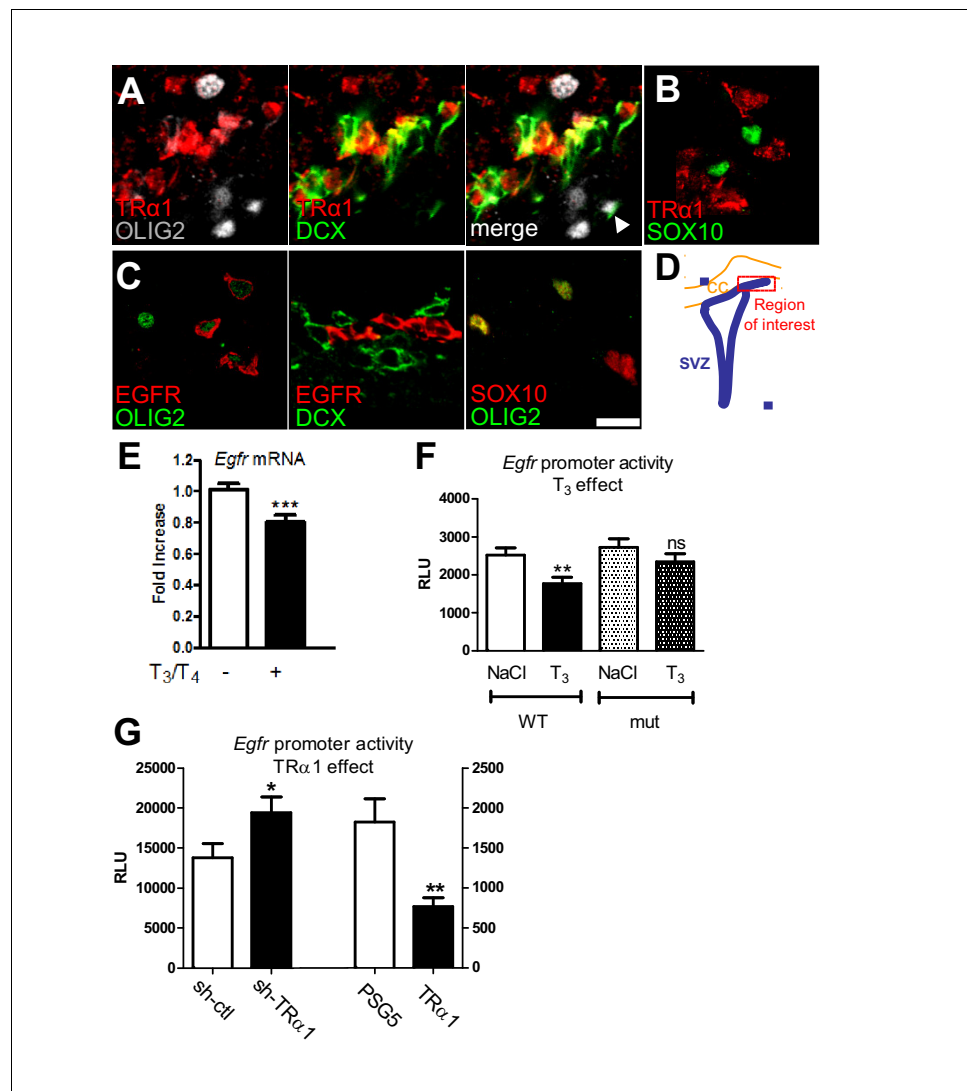 A
TRα1
OLIG2
TRα1
DCX
merge
B
TRα1
SOX10
C
EGFR
OLIG2
EGFR
DCX
SOX10
OLIG2
D
CC
Region
of interest
SVZ
E
Egfr mRNA
Fold Increase
1.2
1.0
0.8
0.6
0.4
0.2
0.0
***
T3/T4 - +
F
Egfr promoter activity
T3 effect
RLU
4000
3000
2000
1000
0
**
ns
NaCl T3 NaCl T3
WT mut
G
Egfr promoter activity
TRα1 effect
RLU
25000
20000
15000
10000
5000
0
*
**
2500
2000
1500
1000
500
0
sh-ctl
sh-TRα1
PSG5
TRα1